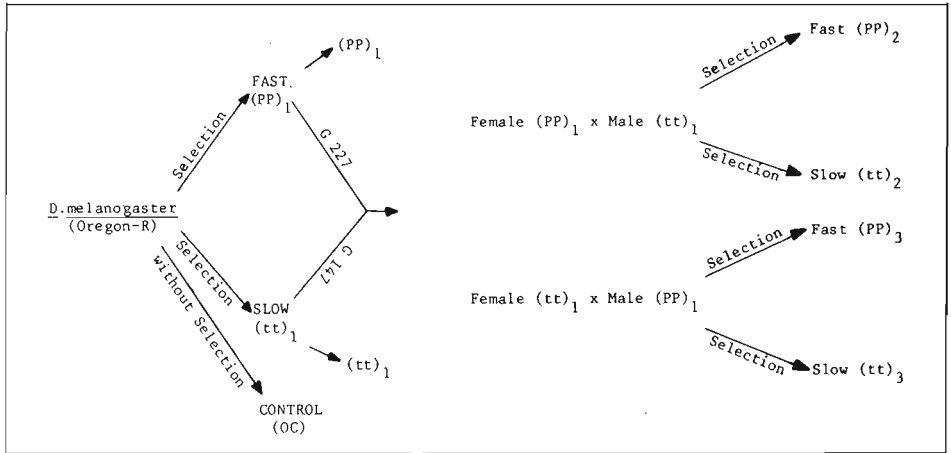 (PP)1
FAST.
(PP)1
Selection
G 227
D.melanogaster
(Oregon-R)
Selection
without Selection
G 147
SLOW
(tt)1
(tt)1
CONTROL
(OC)
Fast (PP)2
Selection
Female (PP)1 x Male (tt)1
Selection
Slow (tt)2
Fast (PP)3
Selection
Female (tt)1 x Male (PP)1
Selection
Slow (tt)3